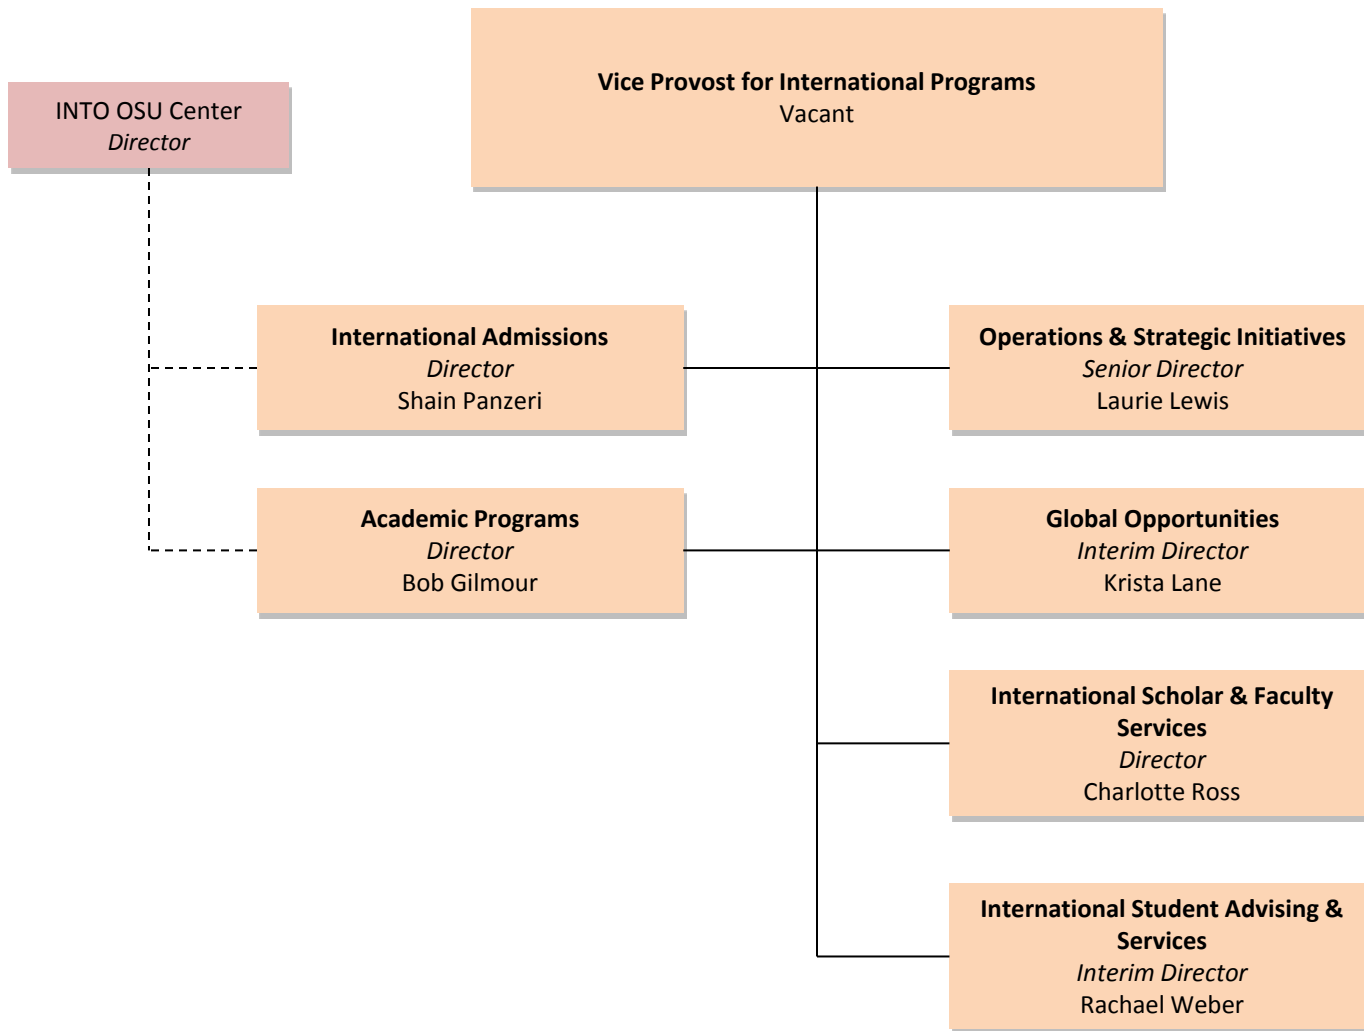 Vice Provost for International Programs
Vacant
INTO OSU Center
Director
International Admissions
Director
Shain Panzeri
Operations & Strategic Initiatives
Senior Director
Laurie Lewis
Academic Programs
Director
Bob Gilmour
Global Opportunities
Interim Director
Krista Lane
International Scholar & Faculty
Services
Director
Charlotte Ross
International Student Advising &
Services
Interim Director
Rachael Weber